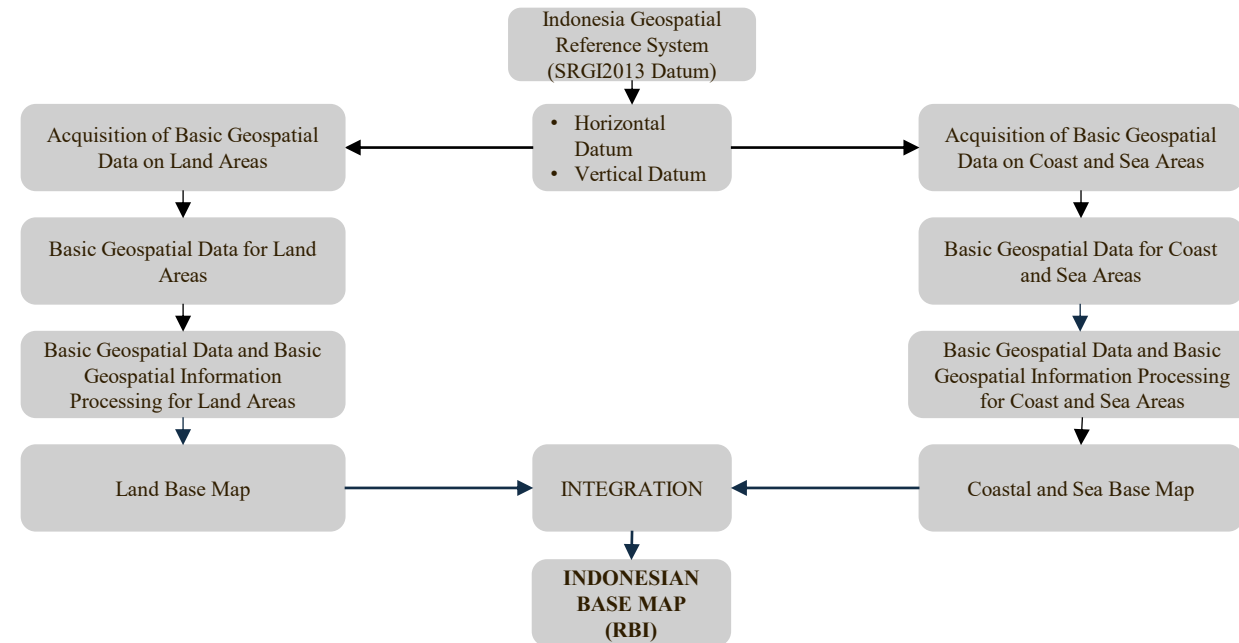 Indonesia Geospatial
Reference System
(SRGI2013 Datum)
Acquisition of Basic Geospatial
Data on Land Areas
• Horizontal
Datum
• Vertical Datum
Acquisition of Basic Geospatial
Data on Coast and Sea Areas
Basic Geospatial Data for Land
Areas
Basic Geospatial Data for Coast
and Sea Areas
Basic Geospatial Data and Basic
Geospatial Information
Processing for Land Areas
Basic Geospatial Data and Basic
Geospatial Information Processing
for Coast and Sea Areas
Land Base Map
INTEGRATION
Coastal and Sea Base Map
INDONESIAN
BASE MAP
(RBI)